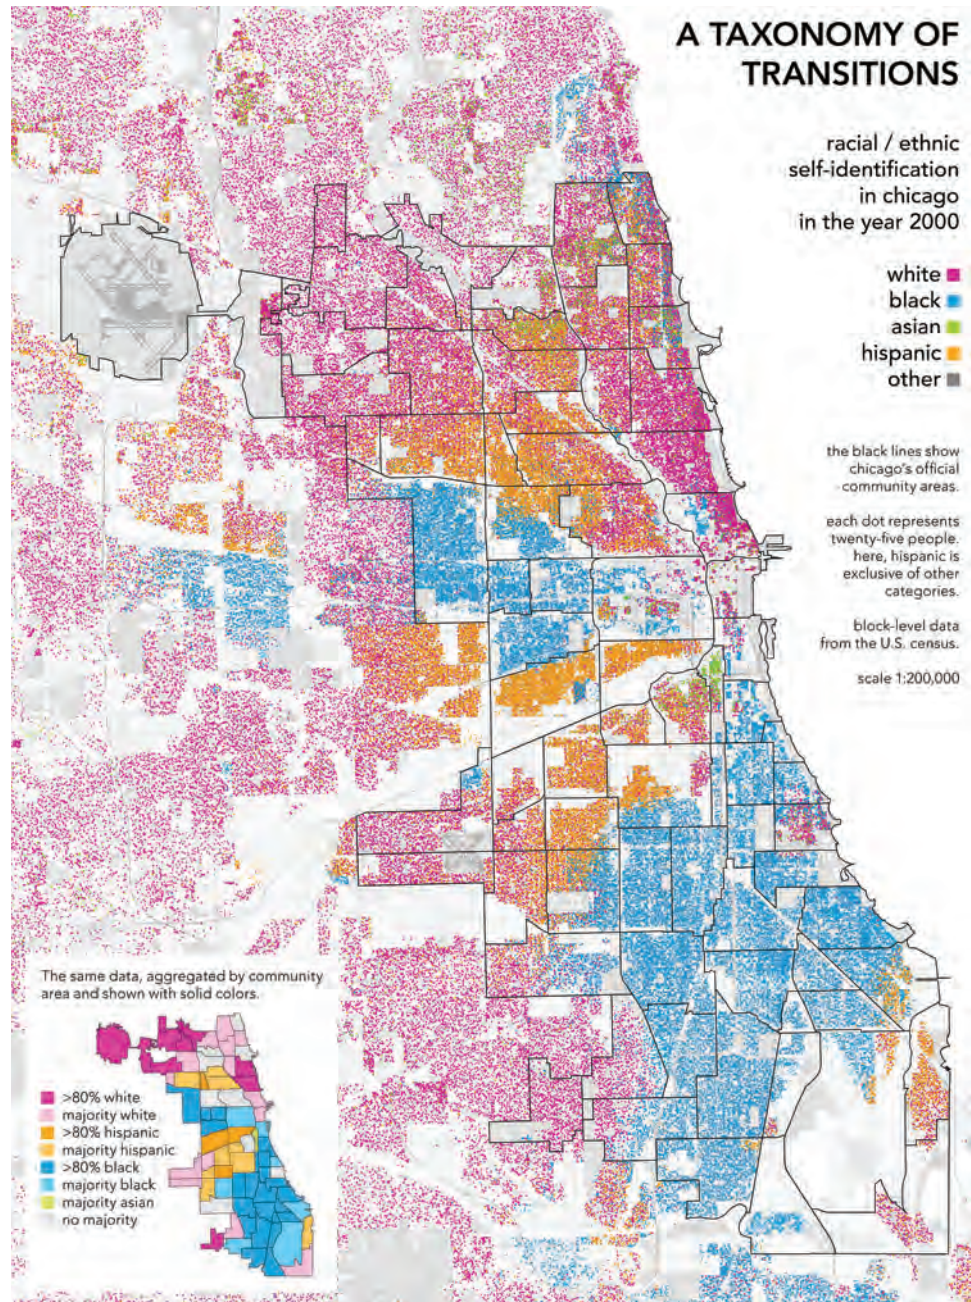 A TAXONOMY OF
TRANSITIONS
racial / ethnic
self-identification
in chicago
in the year 2000
white
black
asian
hispanic
other
the black lines show
chicago's official
community areas.
each dot represents
twenty-five people.
here, hispanic is
exclusive of other
categories.
block-level data
from the U.S. census.
scale 1:200,000
The same data, aggregated by community
area and shown with solid colors.
>80% white
majority white
>80% hispanic
majority hispanic
>80% black
majority black
majority asian
no majority